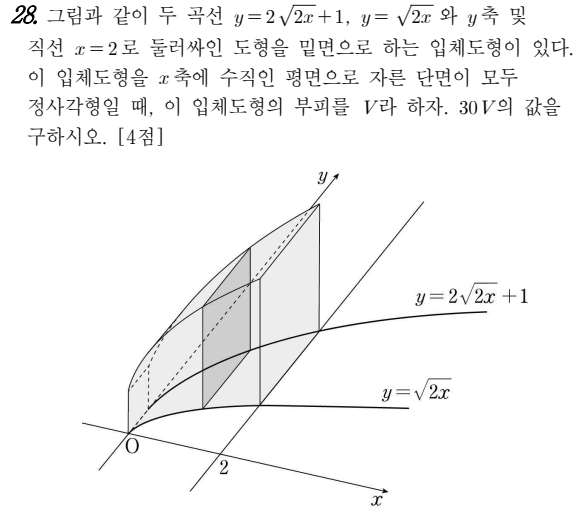 28. 그림과 같이 두 곡선 y=2√(2x)+1, y=√(2x) 와 y축 및
직선 x=2로 둘러싸인 도형을 밑면으로 하는 입체도형이 있다.
이 입체도형을 x축에 수직인 평면으로 자른 단면이 모두
정사각형일 때, 이 입체도형의 부피를 V라 하자. 30V의 값을
구하시오. [4점]
y
y=2√(2x)+1
y=√(2x)
O
2
x